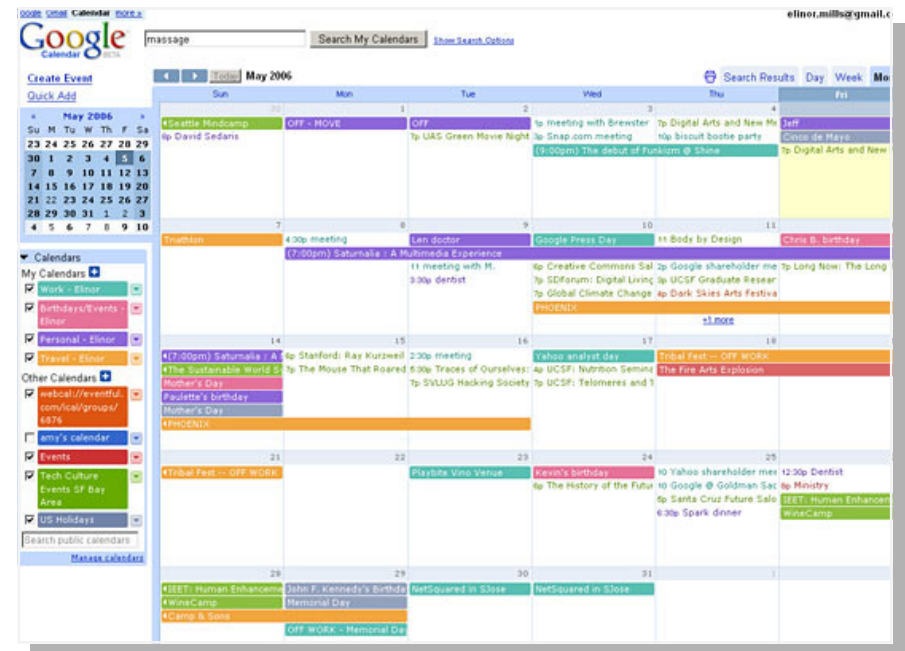 Google Gmail Calendar more »
elinor.mills@gmail.c
Google
Calendar BETA
massage
Search My Calendars
Show Search Options
Create Event
Quick Add
Today
May 2006
Search Results Day Week Mo
« May 2006 »
Su M Tu W Th F Sa
23 24 25 26 27 28 29
30 1 2 3 4 5 6
7 8 9 10 11 12 13
14 15 16 17 18 19 20
21 22 23 24 25 26 27
28 29 30 31 1 2 3
4 5 6 7 8 9 10
Calendars
My Calendars
Work - Elinor
Birthdays/Events -
Elinor
Personal - Elinor
Travel - Elinor
Other Calendars
webcal://eventful.
com/ical/groups/
6876
amy's calendar
Events
Tech Culture
Events SF Bay
Area
US Holidays
Search public calendars
Manage calendars
Sun Mon Tue Wed Thu Fri
30 1 2 3 4
Seattle Mindcamp OFF - MOVE OFF 1p meeting with Brewster 7p Digital Arts and New Me Jeff
6p David Sedaris 7p UAS Green Movie Night 3p Snap.com meeting 10p biscuit bootie party Cinco de Mayo
(9:00pm) The debut of Funkizm @ Shine 7p Digital Arts and New
7 8 9 10 11
Triathlon 4:30p meeting Len doctor Google Press Day 11 Body by Design Chris B. birthday
(7:00pm) Saturnalia : A Multimedia Experience
11 meeting with M. 6p Creative Commons Sal 2p Google shareholder me 7p Long Now: The Long
3:30p dentist 7p SDForum: Digital Living 3p UCSF Graduate Resear
7p Global Climate Change 4p Dark Skies Arts Festiva
PHOENIX
+1 more
14 15 16 17 18
(7:00pm) Saturnalia : A 6p Stanford: Ray Kurzweil 2:30p meeting Yahoo analyst day Tribal Fest -- OFF WORK
The Sustainable World S 7p The Mouse That Roared 6:30p Traces of Ourselves: 4p UCSF: Nutrition Semina The Fire Arts Explosion
Mother's Day 7p SVLUG Hacking Society 7p UCSF: Telomeres and T
Paulette's birthday
Mother's Day
PHOENIX
21 22 23 24 25
Tribal Fest -- OFF WORK Playbite Vino Venue Kevin's birthday 10 Yahoo shareholder mee 12:30p Dentist
6p The History of the Futu 10 Google @ Goldman Sac 6p Ministry
6p Santa Cruz Future Salo IEET: Human Enhancem
6:30p Spark dinner WineCamp
28 29 30 31 1
IEET: Human Enhanceme John F. Kennedy's Birthda NetSquared in SJose NetSquared in SJose
WineCamp Memorial Day
Camp & Sons
OFF WORK - Memorial Da